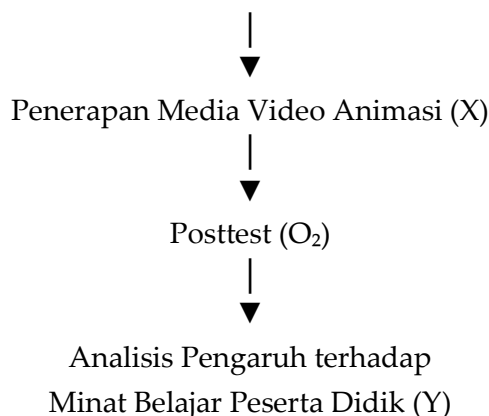 Penerapan Media Video Animasi (X)
Posttest (O₂)
Analisis Pengaruh terhadap
Minat Belajar Peserta Didik (Y)